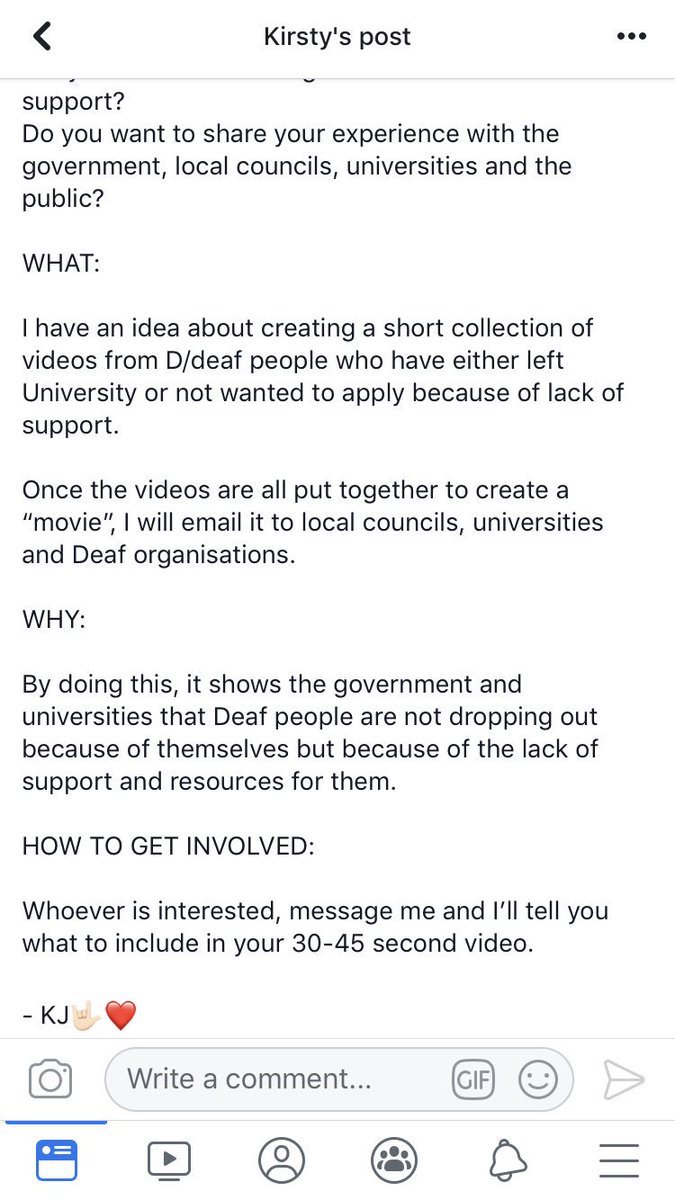 Kirsty's post
support?
Do you want to share your experience with the
government, local councils, universities and the
public?
WHAT:
I have an idea about creating a short collection of
videos from D/deaf people who have either left
University or not wanted to apply because of lack of
support.
Once the videos are all put together to create a
“movie”, I will email it to local councils, universities
and Deaf organisations.
WHY:
By doing this, it shows the government and
universities that Deaf people are not dropping out
because of themselves but because of the lack of
support and resources for them.
HOW TO GET INVOLVED:
Whoever is interested, message me and I’ll tell you
what to include in your 30-45 second video.
- KJ🤟🏻❤️
Write a comment...
GIF